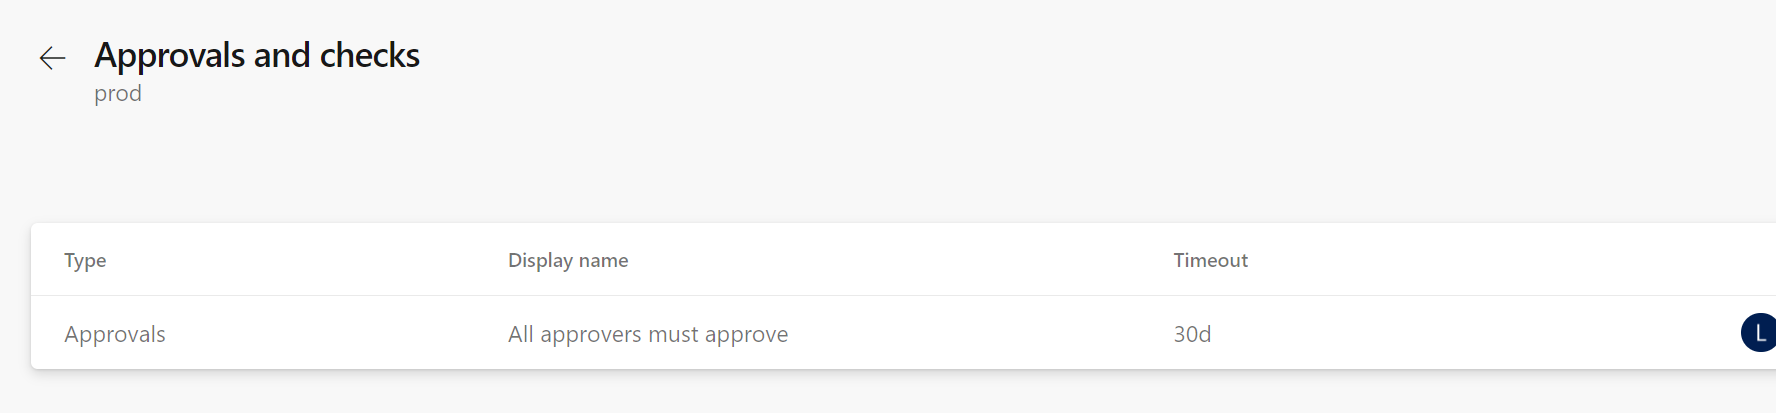 Approvals and checks
prod
Type Display name Timeout
Approvals All approvers must approve 30d L